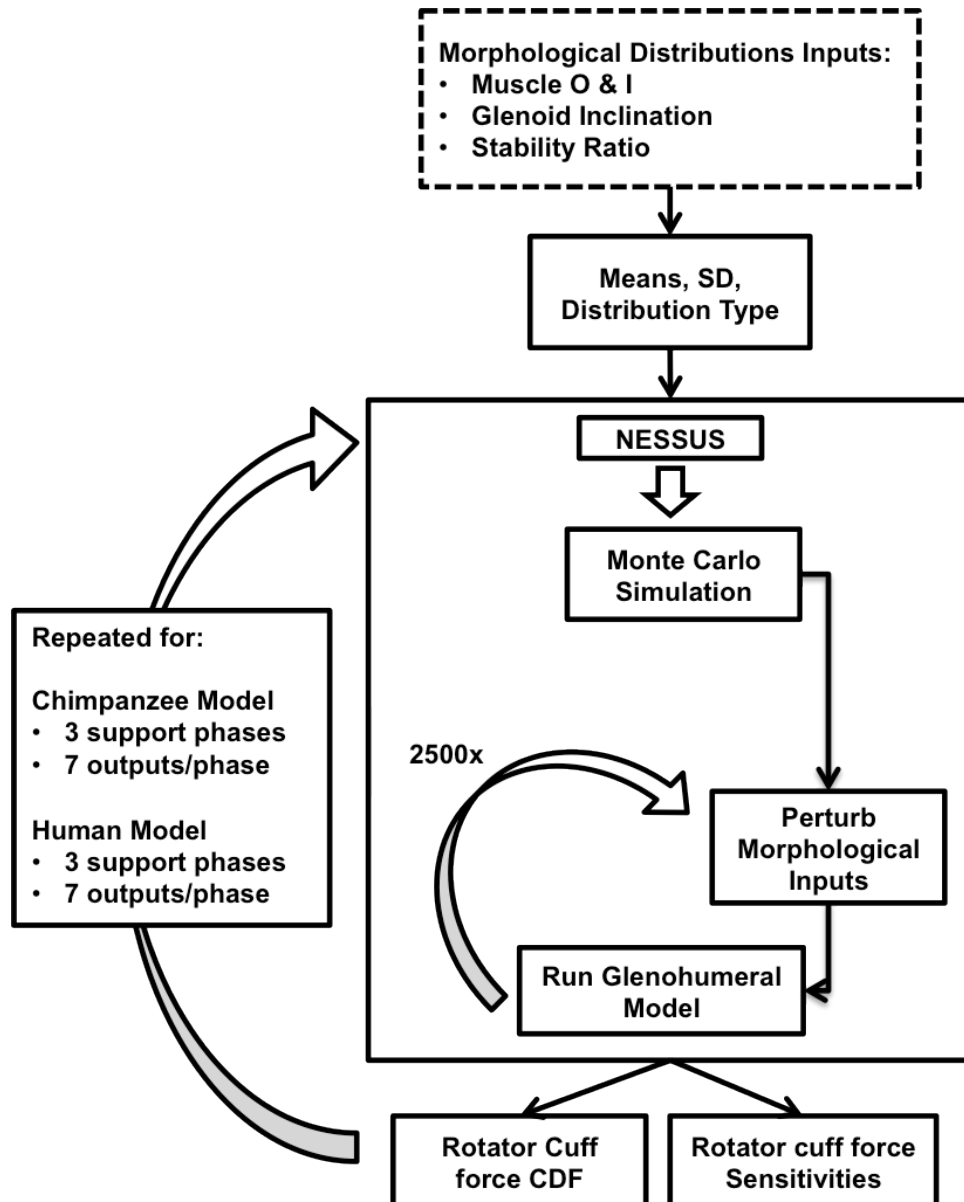 Morphological Distributions Inputs:
• Muscle O & I
• Glenoid Inclination
• Stability Ratio
Means, SD,
Distribution Type
NESSUS
Monte Carlo
Simulation
Repeated for:
Chimpanzee Model
• 3 support phases
• 7 outputs/phase
Human Model
• 3 support phases
• 7 outputs/phase
2500x
Perturb
Morphological
Inputs
Run Glenohumeral
Model
Rotator Cuff
force CDF
Rotator cuff force
Sensitivities